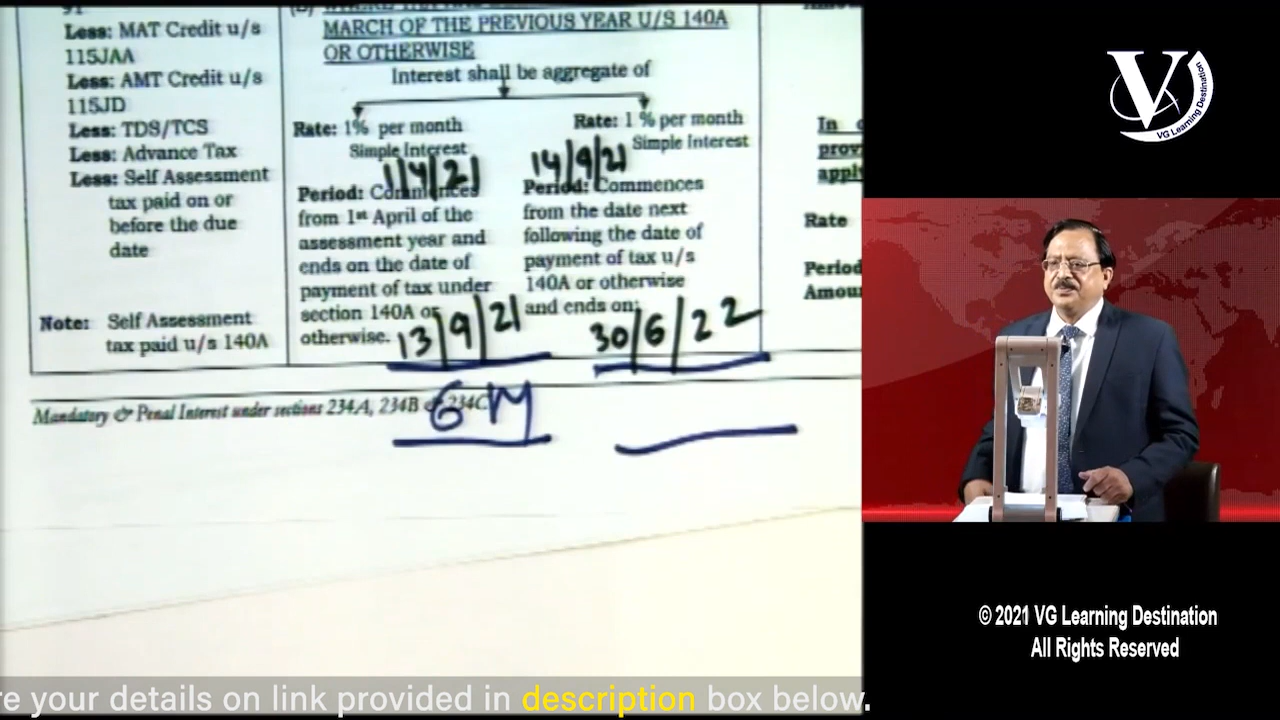 91
Less: MAT Credit u/s
115JAA
Less: AMT Credit u/s
115JD
Less: TDS/TCS
Less: Advance Tax
Less: Self Assessment
tax paid on or
before the due
date
Note: Self Assessment
tax paid u/s 140A
MARCH OF THE PREVIOUS YEAR U/S 140A
OR OTHERWISE
Interest shall be aggregate of
Rate: 1% per month
Simple Interest
1/4/21
Period: Commences
from 1st April of the
assessment year and
ends on the date of
payment of tax under
section 140A or
otherwise.
13/9/21
6 M
Rate: 1 % per month
Simple Interest
14/9/21
Period: Commences
from the date next
following the date of
payment of tax u/s
140A or otherwise
and ends on:
30/6/22
In
prov
appl
Rate
Period
Amou
Mandatory & Penal Interest under sections 234A, 234B & 234C
V
VG Learning Destination
© 2021 VG Learning Destination
All Rights Reserved
re your details on link provided in description box below.